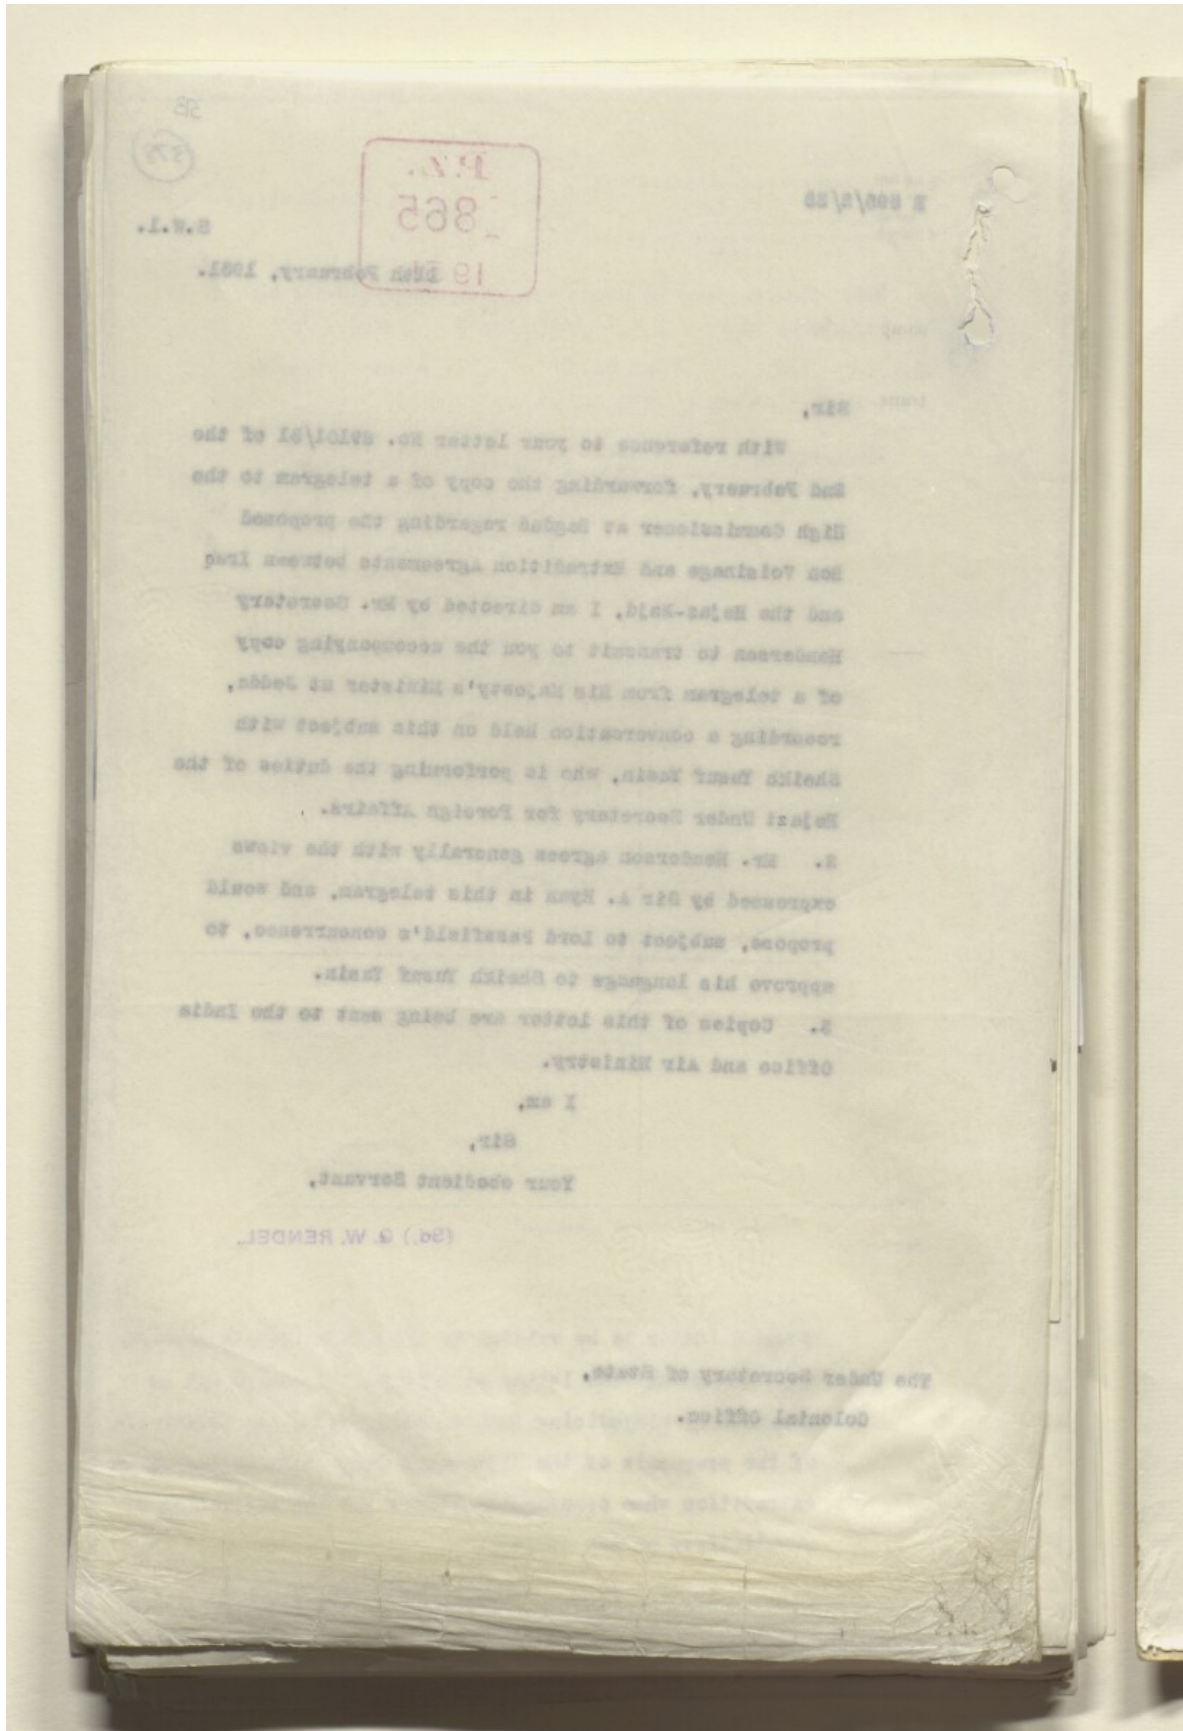 38
P.Z.
865
19
E 595/2/25
S.W.1.
February, 1931.
Sir,
With reference to your letter No. 89101/31 of the
2nd February, forwarding the copy of a telegram to the
High Commissioner at Bagdad regarding the proposed
Bon Voisinage and Extradition Agreements between Iraq
and the Hejaz-Nejd, I am directed by Mr. Secretary
Henderson to transmit to you the accompanying copy
of a telegram from His Majesty's Minister at Jedda,
recording a conversation held on this subject with
Sheikh Yusuf Yasin, who is performing the duties of the
Hejazi Under Secretary for Foreign Affairs.
2. Mr. Henderson agrees generally with the views
expressed by Sir A. Ryan in this telegram, and would
propose, subject to Lord Passfield's concurrence, to
approve his language to Sheikh Yusuf Yasin.
3. Copies of this letter are being sent to the India
Office and Air Ministry.
I am,
Sir,
Your obedient Servant,
(Sd.) G. W. RENDEL.
The Under Secretary of State,
Colonial Office.